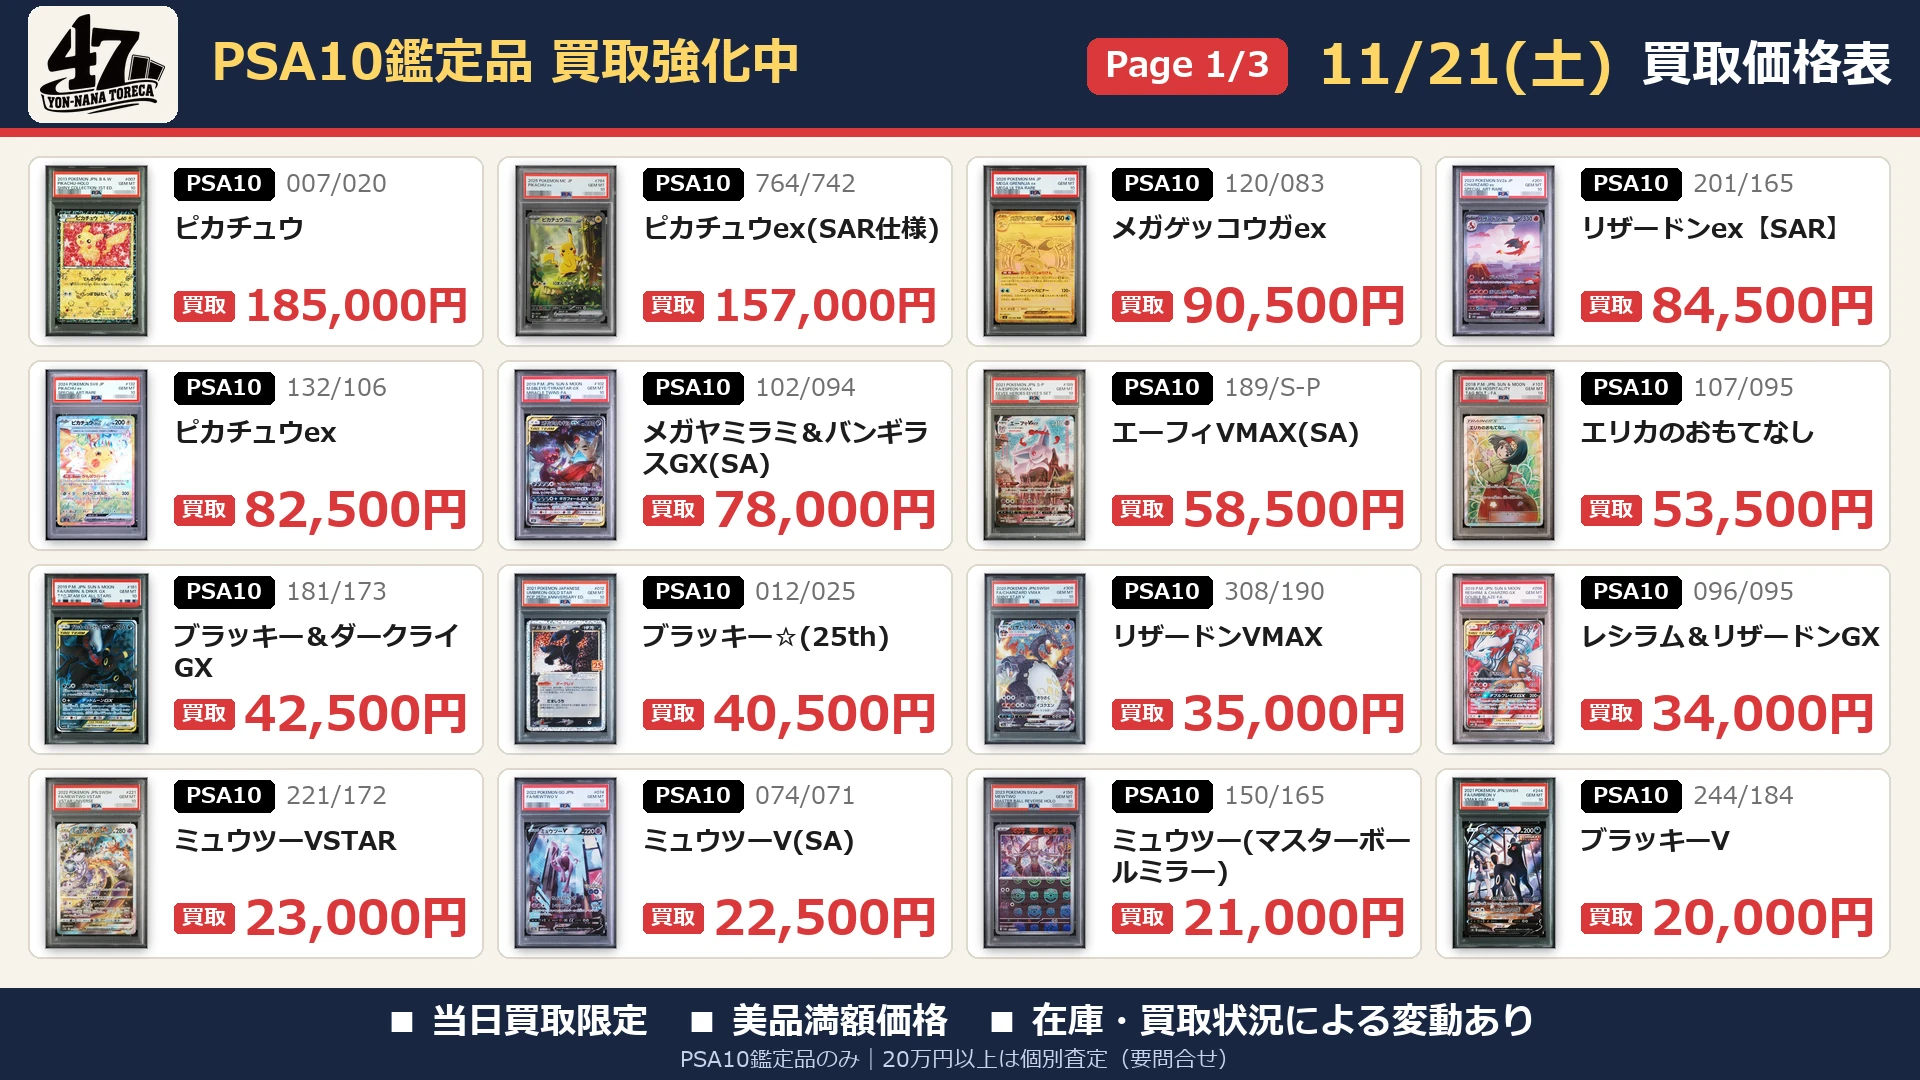 47
YON-NANA TORECA
PSA10鑑定品 買取強化中
Page 1/3
11/21(土) 買取価格表
PSA10 007/020
ピカチュウ
買取 185,000円
PSA10 764/742
ピカチュウex(SAR仕様)
買取 157,000円
PSA10 120/083
メガゲッコウガex
買取 90,500円
PSA10 201/165
リザードンex【SAR】
買取 84,500円
PSA10 132/106
ピカチュウex
買取 82,500円
PSA10 102/094
メガヤミラミ&バンギラ
スGX(SA)
買取 78,000円
PSA10 189/S-P
エーフィVMAX(SA)
買取 58,500円
PSA10 107/095
エリカのおもてなし
買取 53,500円
PSA10 181/173
ブラッキー&ダークライ
GX
買取 42,500円
PSA10 012/025
ブラッキー☆(25th)
買取 40,500円
PSA10 308/190
リザードンVMAX
買取 35,000円
PSA10 096/095
レシラム&リザードンGX
買取 34,000円
PSA10 221/172
ミュウツーVSTAR
買取 23,000円
PSA10 074/071
ミュウツーV(SA)
買取 22,500円
PSA10 150/165
ミュウツー(マスターボー
ルミラー)
買取 21,000円
PSA10 244/184
ブラッキーV
買取 20,000円
■ 当日買取限定 ■ 美品満額価格 ■ 在庫・買取状況による変動あり
PSA10鑑定品のみ｜20万円以上は個別査定（要問合せ）